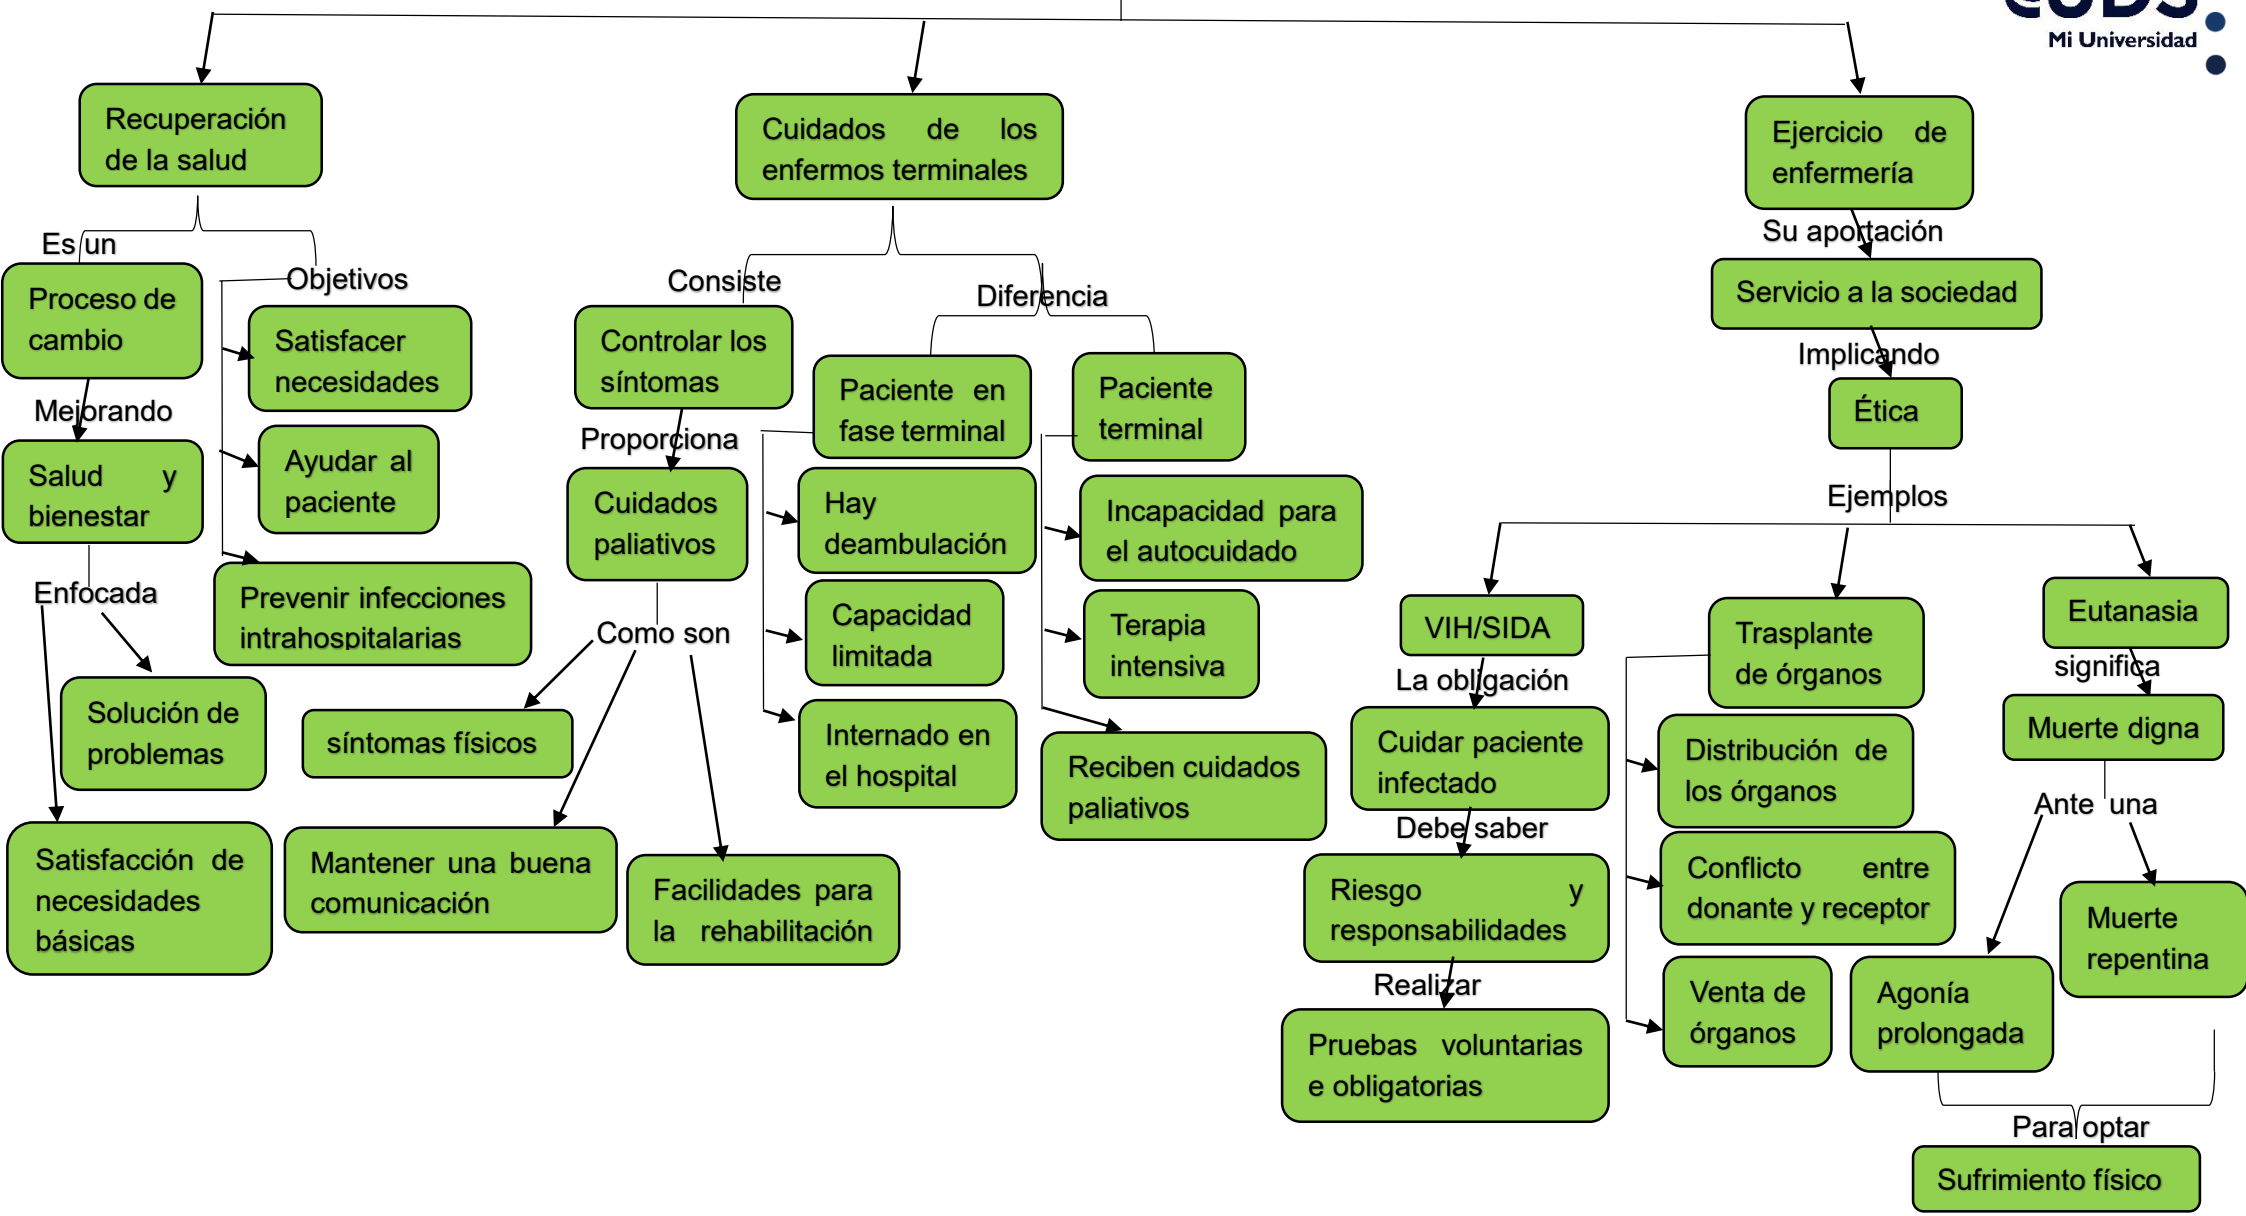 Mi Universidad
Recuperación
de la salud
Es un
Proceso de
cambio
Mejorando
Salud y
bienestar
Enfocada
Solución de
problemas
Satisfacción de
necesidades
básicas
Objetivos
Satisfacer
necesidades
Ayudar al
paciente
Prevenir infecciones
intrahospitalarias
Cuidados de los
enfermos terminales
Consiste
Controlar los
síntomas
Proporciona
Cuidados
paliativos
Como son
síntomas físicos
Mantener una buena
comunicación
Facilidades para
la rehabilitación
Diferencia
Paciente en
fase terminal
Hay
deambulación
Capacidad
limitada
Internado en
el hospital
Paciente
terminal
Incapacidad para
el autocuidado
Terapia
intensiva
Reciben cuidados
paliativos
Ejercicio de
enfermería
Su aportación
Servicio a la sociedad
Implicando
Ética
Ejemplos
VIH/SIDA
La obligación
Cuidar paciente
infectado
Debe saber
Riesgo y
responsabilidades
Realizar
Pruebas voluntarias
e obligatorias
Trasplante
de órganos
Distribución de
los órganos
Conflicto entre
donante y receptor
Venta de
órganos
Eutanasia
significa
Muerte digna
Ante una
Agonía
prolongada
Muerte
repentina
Para optar
Sufrimiento físico